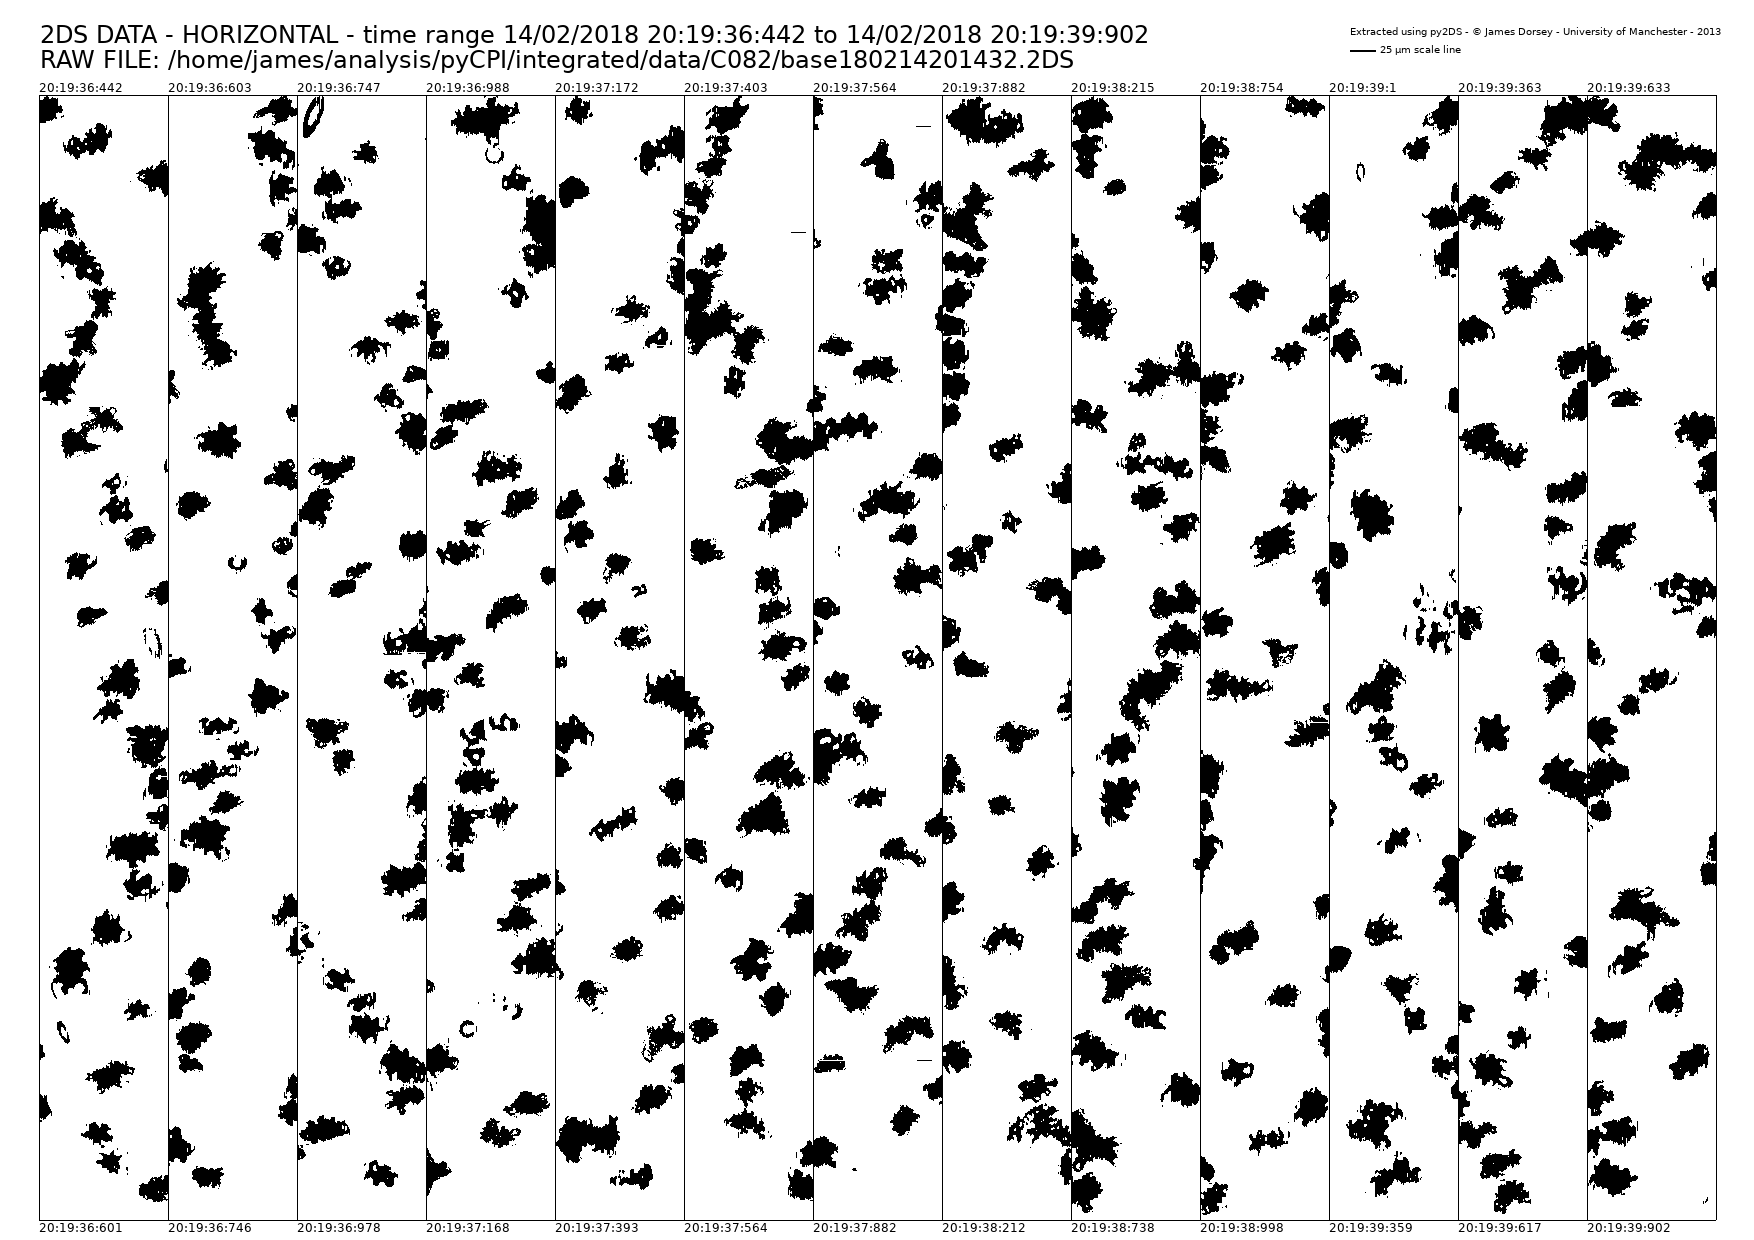 2DS DATA - HORIZONTAL - time range 14/02/2018 20:19:36:442 to 14/02/2018 20:19:39:902
RAW FILE: /home/james/analysis/pyCPI/integrated/data/C082/base180214201432.2DS
Extracted using py2DS - © James Dorsey - University of Manchester - 2013
25 µm scale line
20:19:36:442 20:19:36:603 20:19:36:747 20:19:36:988 20:19:37:172 20:19:37:403 20:19:37:564 20:19:37:882 20:19:38:215 20:19:38:754 20:19:39:1 20:19:39:363 20:19:39:633
20:19:36:601 20:19:36:746 20:19:36:978 20:19:37:168 20:19:37:393 20:19:37:564 20:19:37:882 20:19:38:212 20:19:38:738 20:19:38:998 20:19:39:359 20:19:39:617 20:19:39:902